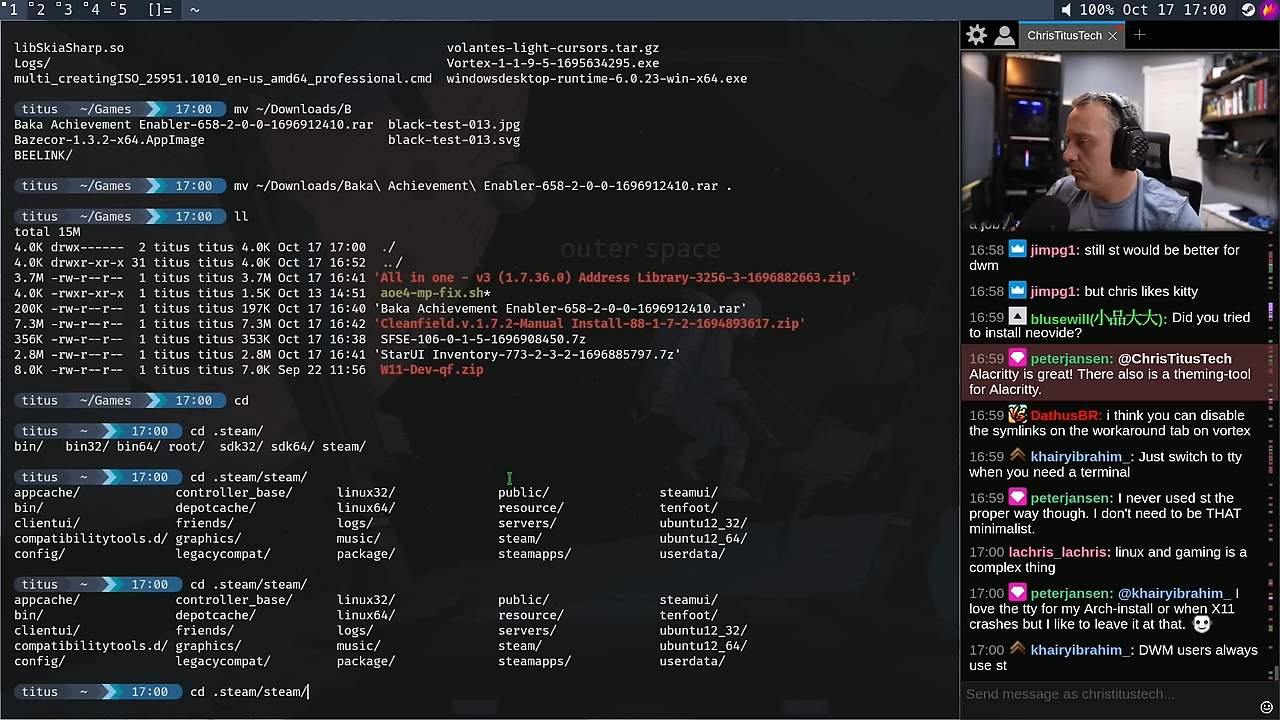 1 2 3 4 5 []= ~ 100% Oct 17 17:00
libSkiaSharp.so volantes-light-cursors.tar.gz
Logs/ Vortex-1-1-9-5-1695634295.exe
multi_creatingISO_25951.1010_en-us_amd64_professional.cmd windowsdesktop-runtime-6.0.23-win-x64.exe
titus ~/Games 17:00 mv ~/Downloads/B
Baka Achievement Enabler-658-2-0-0-1696912410.rar black-test-013.jpg
Bazecor-1.3.2-x64.AppImage black-test-013.svg
BEELINK/
titus ~/Games 17:00 mv ~/Downloads/Baka\ Achievement\ Enabler-658-2-0-0-1696912410.rar .
titus ~/Games 17:00 ll
total 15M
4.0K drwx------ 2 titus titus 4.0K Oct 17 17:00 ./
4.0K drwxr-xr-x 31 titus titus 4.0K Oct 17 16:52 ../
3.7M -rw-r--r-- 1 titus titus 3.7M Oct 17 16:41 'All in one - v3 (1.7.36.0) Address Library-3256-3-1696882663.zip'
4.0K -rwxr-xr-x 1 titus titus 1.5K Oct 13 14:51 aoe4-mp-fix.sh*
200K -rw-r--r-- 1 titus titus 197K Oct 17 16:40 'Baka Achievement Enabler-658-2-0-0-1696912410.rar'
7.3M -rw-r--r-- 1 titus titus 7.3M Oct 17 16:42 'Cleanfield.v.1.7.2-Manual Install-88-1-7-2-1694893617.zip'
356K -rw-r--r-- 1 titus titus 353K Oct 17 16:38 SFSE-106-0-1-5-1696908450.7z
2.8M -rw-r--r-- 1 titus titus 2.8M Oct 17 16:41 'StarUI Inventory-773-2-3-2-1696885797.7z'
8.0K -rw-r--r-- 1 titus titus 7.0K Sep 22 11:56 W11-Dev-qf.zip
outer space
titus ~ 17:00 cd
titus ~ 17:00 cd .steam/
bin/ bin32/ bin64/ root/ sdk32/ sdk64/ steam/
titus ~ 17:00 cd .steam/steam/
appcache/ controller_base/ linux32/ public/ steamui/
bin/ depotcache/ linux64/ resource/ tenfoot/
clientui/ friends/ logs/ servers/ ubuntu12_32/
compatibilitytools.d/ graphics/ music/ steam/ ubuntu12_64/
config/ legacycompat/ package/ steamapps/ userdata/
titus ~ 17:00 cd .steam/steam/
appcache/ controller_base/ linux32/ public/ steamui/
bin/ depotcache/ linux64/ resource/ tenfoot/
clientui/ friends/ logs/ servers/ ubuntu12_32/
compatibilitytools.d/ graphics/ music/ steam/ ubuntu12_64/
config/ legacycompat/ package/ steamapps/ userdata/
titus ~ 17:00 cd .steam/steam/
ChrisTitusTech
a job?
16:58 jimpg1: still st would be better for
dwm
16:58 jimpg1: but chris likes kitty
16:59 blusewill(小品大大): Did you tried
to install neovide?
16:59 peterjansen: @ChrisTitusTech
Alacritty is great! There also is a theming-tool
for Alacritty.
16:59 DathusBR: i think you can disable
the symlinks on the workaround tab on vortex
16:59 khairyibrahim_: Just switch to tty
when you need a terminal
16:59 peterjansen: I never used st the
proper way though. I don't need to be THAT
minimalist.
17:00 lachris_lachris: linux and gaming is a
complex thing
17:00 peterjansen: @khairyibrahim_ I
love the tty for my Arch-install or when X11
crashes but I like to leave it at that.
17:00 khairyibrahim_: DWM users always
use st
Send message as christitustech...